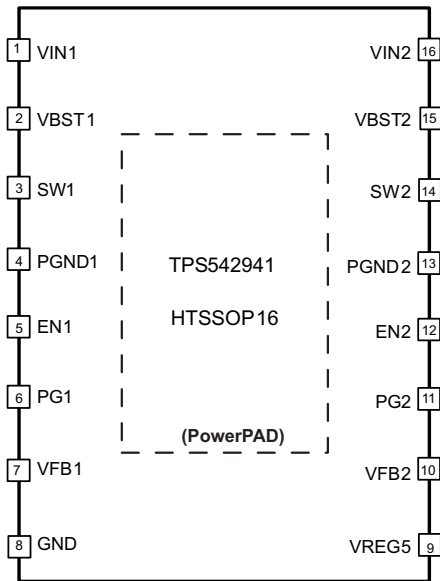 1 VIN1 VIN2 16
2 VBST1 VBST2 15
3 SW1 SW2 14
4 PGND1 PGND2 13
TPS542941
HTSSOP16
5 EN1 EN2 12
6 PG1 PG2 11
(PowerPAD)
7 VFB1 VFB2 10
8 GND VREG5 9